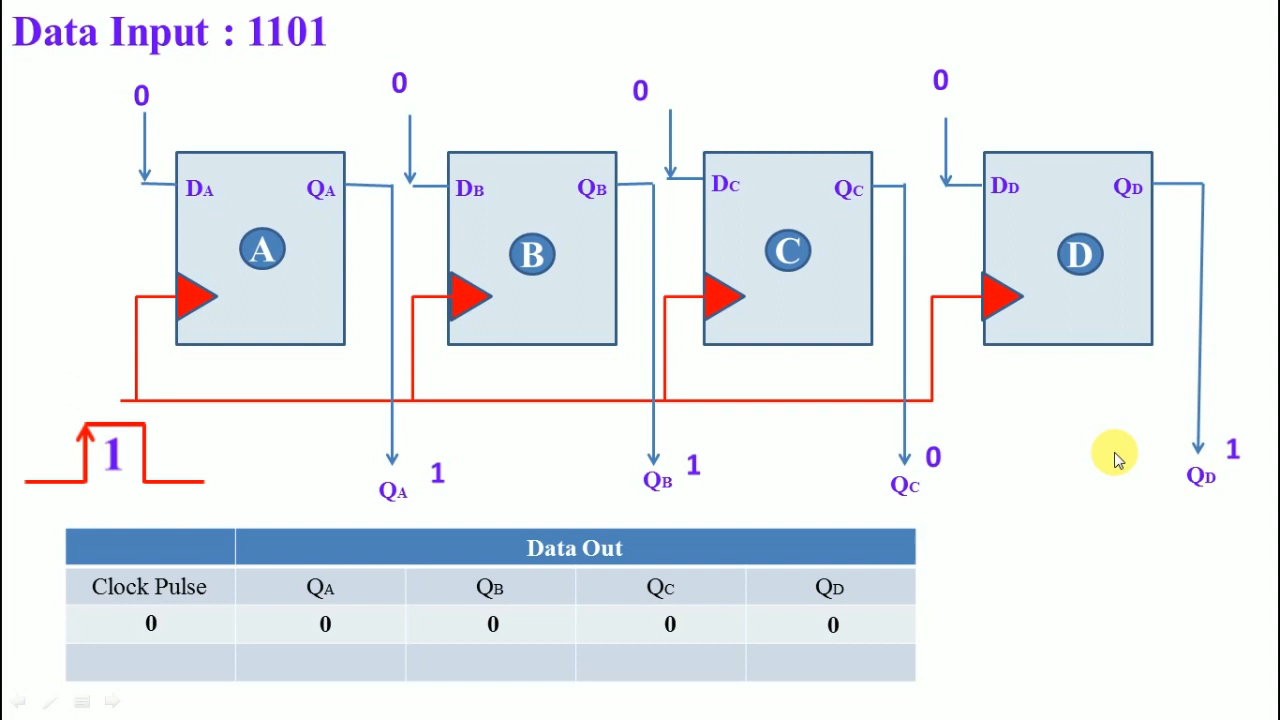 Data Input : 1101
0 0 0 0
DA QA DB QB DC QC DD QD
A B C D
1
QA 1 QB 1 QC 0 QD 1
Data Out
Clock Pulse QA QB QC QD
0 0 0 0 0